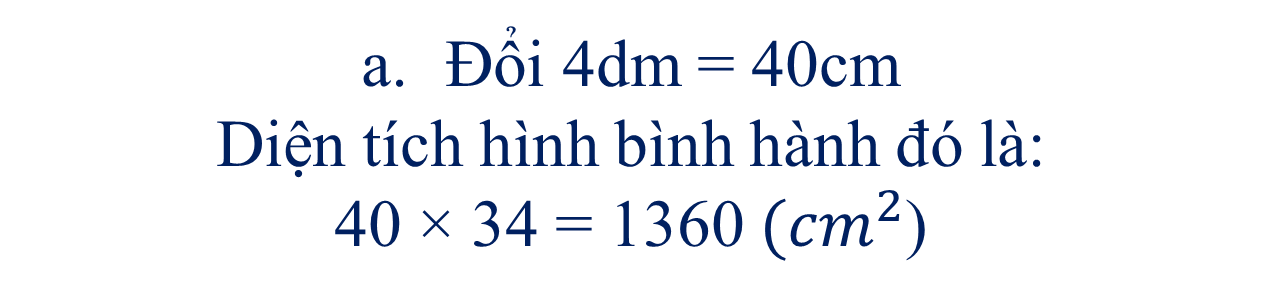 a. Đổi 4dm = 40cm
Diện tích hình bình hành đó là:
40 × 34 = 1360 (cm²)